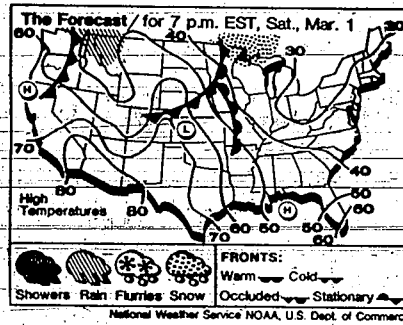 The Forecast / for 7 p.m. EST, Sat., Mar. 1
60
40
30
20
H
L
70
80
80
High
Temperatures
70
60
50
H
50
60
60
50
40
Showers Rain Flurries Snow
FRONTS:
Warm Cold
Occluded Stationary
National Weather Service NOAA, U.S. Dept. of Commerc